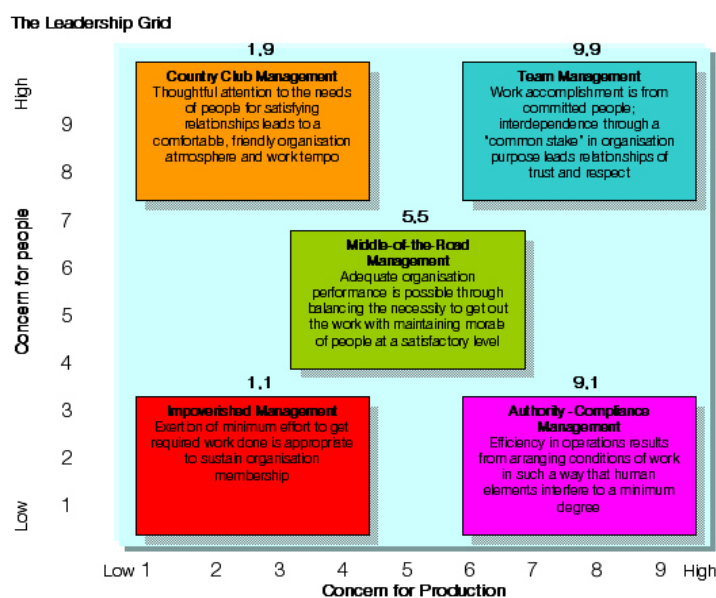 The Leadership Grid
1,9
Country Club Management
Thoughtful attention to the needs
of people for satisfying
relationships leads to a
comfortable, friendly organisation
atmosphere and work tempo
9,9
Team Management
Work accomplishment is from
committed people;
interdependence through a
"common stake" in organisation
purpose leads relationships of
trust and respect
5,5
Middle-of-the-Road
Management
Adequate organisation
performance is possible through
balancing the necessity to get out
the work with maintaining morale
of people at a satisfactory level
1,1
Impoverished Management
Exertion of minimum effort to get
required work done is appropriate
to sustain organisation
membership
9,1
Authority-Compliance
Management
Efficiency in operations results
from arranging conditions of work
in such a way that human
elements interfere to a minimum
degree
Concern for people
High
9
8
7
6
5
4
3
2
1
Low
Low 1 2 3 4 5 6 7 8 9 High
Concern for Production